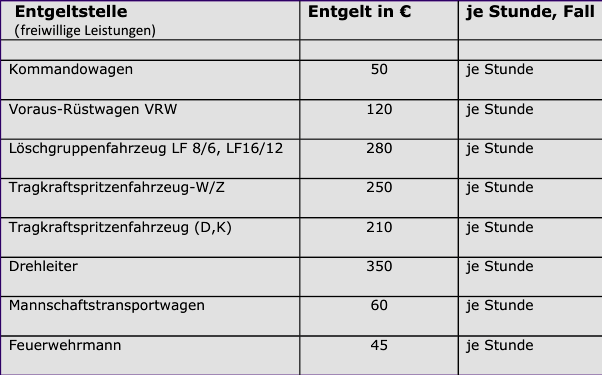 Entgeltstelle Entgelt in € je Stunde, Fall
(freiwillige Leistungen)
Kommandowagen 50 je Stunde
Voraus-Rüstwagen VRW 120 je Stunde
Löschgruppenfahrzeug LF 8/6, LF16/12 280 je Stunde
Tragkraftspritzenfahrzeug-W/Z 250 je Stunde
Tragkraftspritzenfahrzeug (D,K) 210 je Stunde
Drehleiter 350 je Stunde
Mannschaftstransportwagen 60 je Stunde
Feuerwehrmann 45 je Stunde